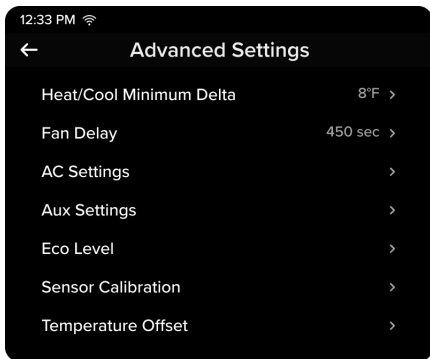 12:33 PM
Advanced Settings
Heat/Cool Minimum Delta 8°F
Fan Delay 450 sec
AC Settings
Aux Settings
Eco Level
Sensor Calibration
Temperature Offset